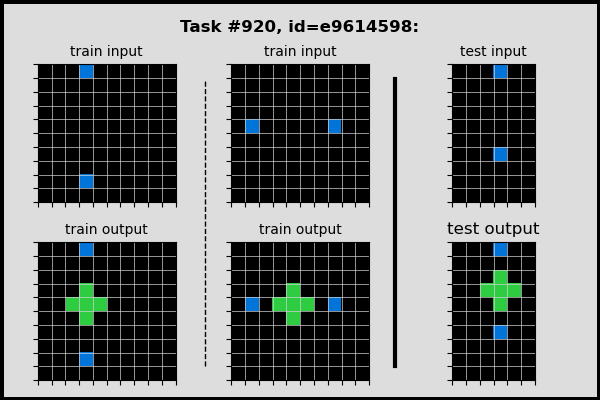 Task #920, id=e9614598:
train input
train input
test input
train output
train output
test output